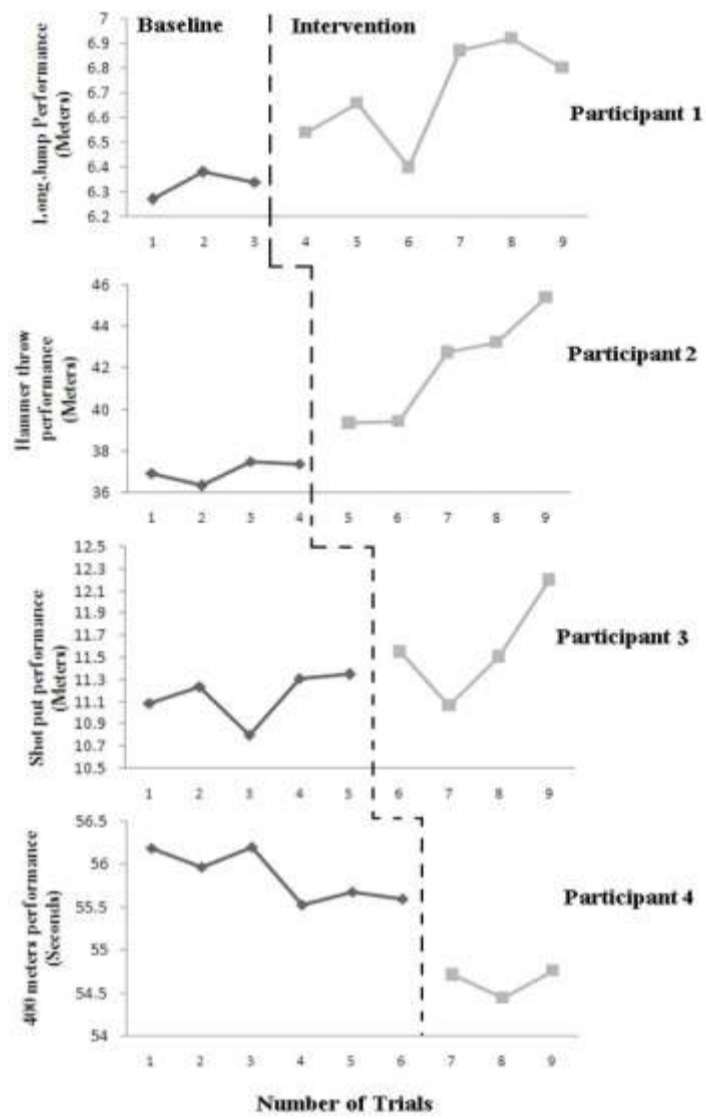 Baseline
Intervention
Long Jump Performance
(Meters)
7
6.9
6.8
6.7
6.6
6.5
6.4
6.3
6.2
1 2 3 4 5 6 7 8 9
Participant 1
Hammer throw
performance
(Meters)
46
44
42
40
38
36
1 2 3 4 5 6 7 8 9
Participant 2
Shot put performance
(Meters)
12.5
12.3
12.1
11.9
11.7
11.5
11.3
11.1
10.9
10.7
10.5
1 2 3 4 5 6 7 8 9
Participant 3
400 meters performance
(Seconds)
56.5
56
55.5
55
54.5
54
1 2 3 4 5 6 7 8 9
Participant 4
Number of Trials